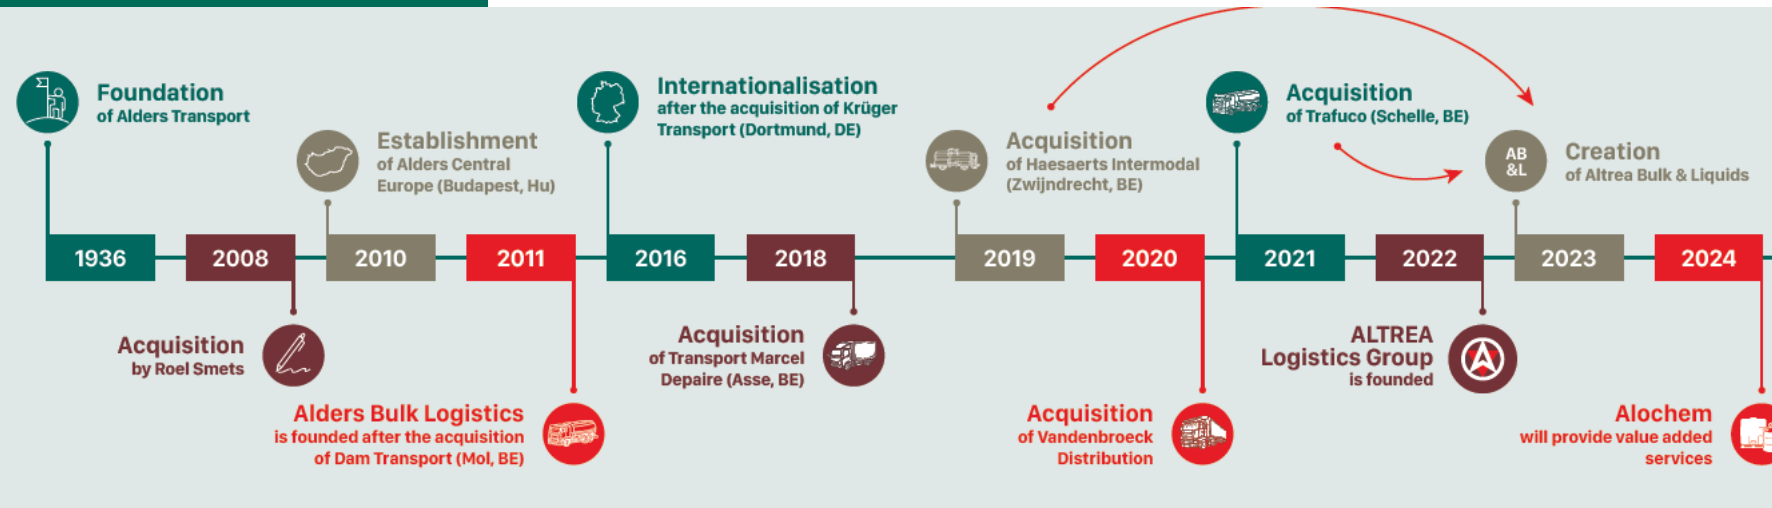 Foundation
of Alders Transport
Establishment
of Alders Central
Europe (Budapest, Hu)
Internationalisation
after the acquisition of Krüger
Transport (Dortmund, DE)
Acquisition
of Haesaerts Intermodal
(Zwijndrecht, BE)
Acquisition
of Trafuco (Schelle, BE)
AB
&L
Creation
of Altrea Bulk & Liquids
1936
2008
2010
2011
2016
2018
2019
2020
2021
2022
2023
2024
Acquisition
by Roel Smets
Alders Bulk Logistics
is founded after the acquisition
of Dam Transport (Mol, BE)
Acquisition
of Transport Marcel
Depaire (Asse, BE)
Acquisition
of Vandenbroeck
Distribution
ALTREA
Logistics Group
is founded
Alochem
will provide value added
services